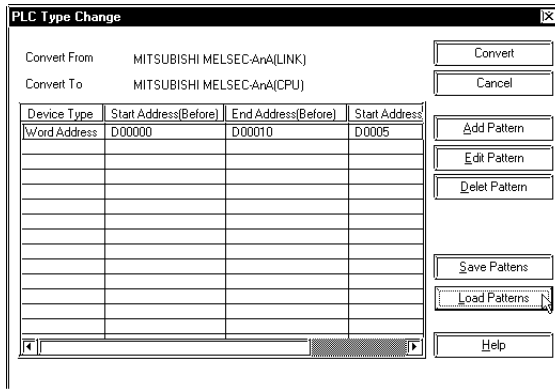 PLC Type Change
Convert From MITSUBISHI MELSEC-AnA(LINK)
Convert To MITSUBISHI MELSEC-AnA(CPU)
Device Type Start Address(Before) End Address(Before) Start Address
Word Address D00000 D00010 D0005
Convert
Cancel
Add Pattern
Edit Pattern
Delet Pattern
Save Pattens
Load Patterns
Help